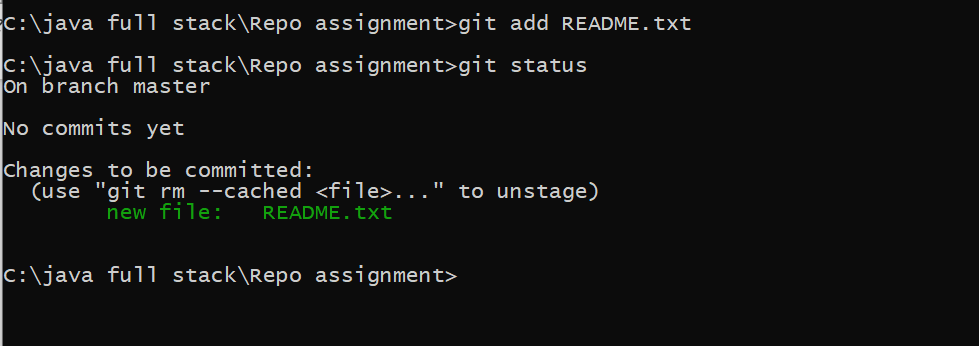 C:\java full stack\Repo assignment>git add README.txt
C:\java full stack\Repo assignment>git status
On branch master
No commits yet
Changes to be committed:
(use "git rm --cached <file>..." to unstage)
new file: README.txt
C:\java full stack\Repo assignment>